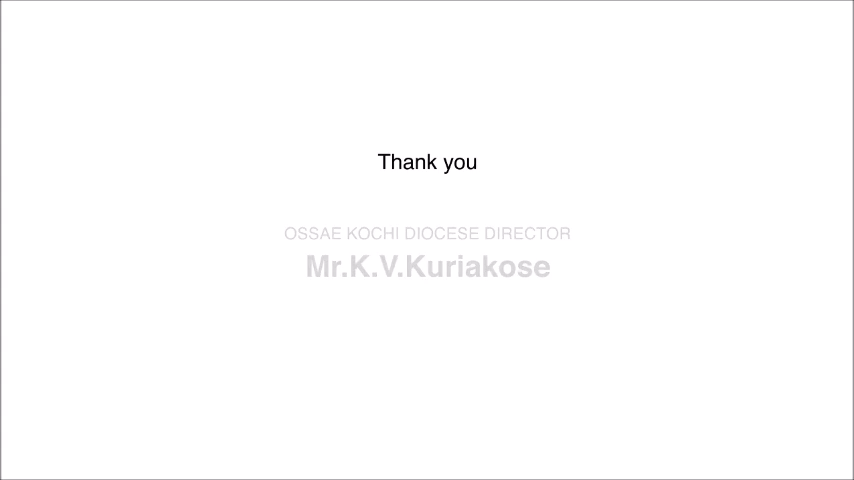 Thank you
OSSAE KOCHI DIOCESE DIRECTOR
Mr.K.V.Kuriakose